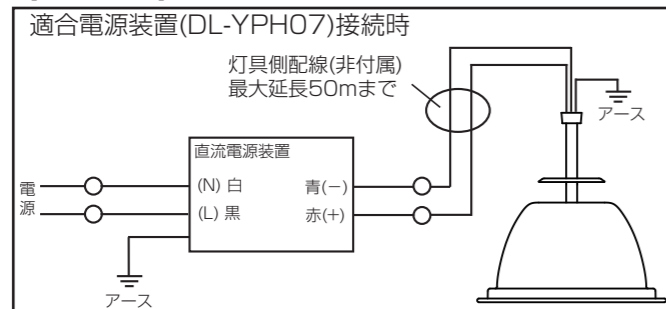 適合電源装置(DL-YPH07)接続時
灯具側配線(非付属)
最大延長50mまで
アース
直流電源装置
電源
(N) 白
青(−)
(L) 黒
赤(+)
アース